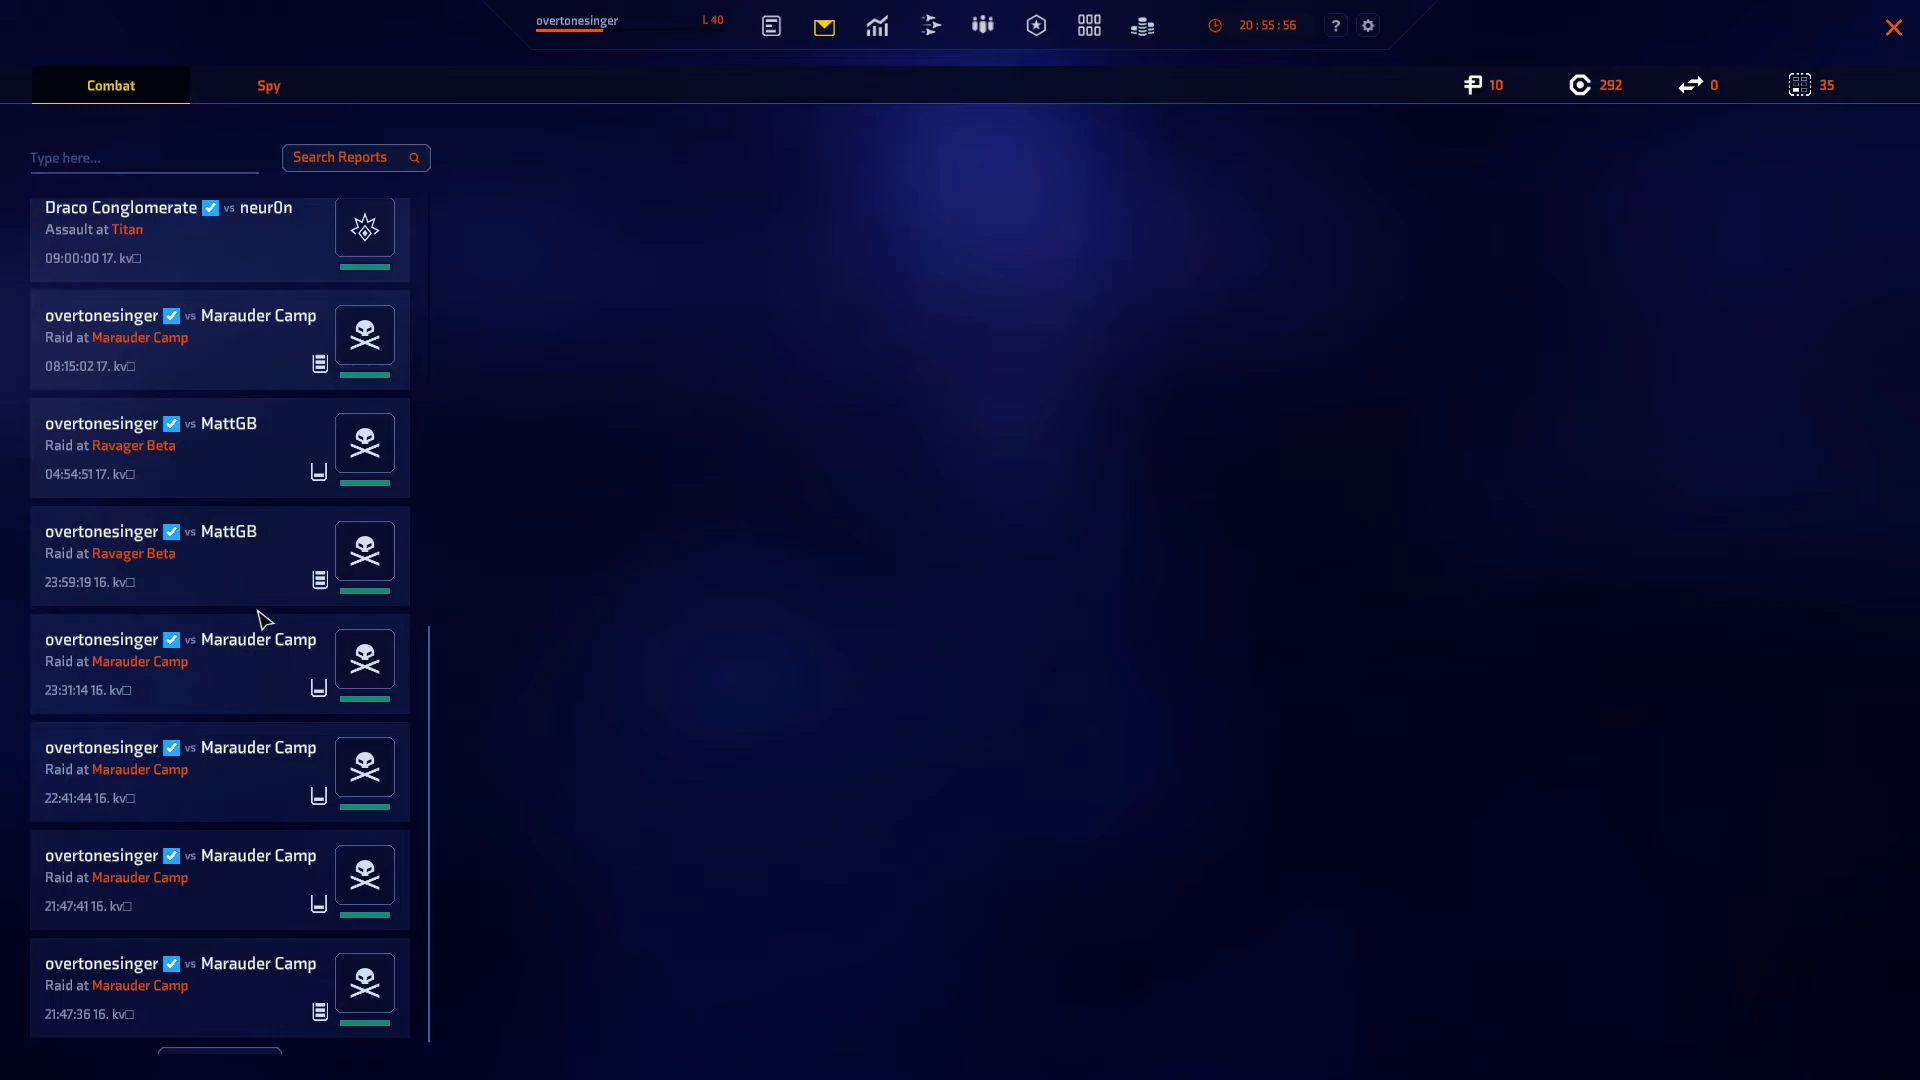 overtonesinger L 40 20:55:56 ?
Combat Spy 10 292 0 35
Type here... Search Reports
Draco Conglomerate vs neur0n
Assault at Titan
09:00:00 17. kv□
overtonesinger vs Marauder Camp
Raid at Marauder Camp
08:15:02 17. kv□
overtonesinger vs MattGB
Raid at Ravager Beta
04:54:51 17. kv□
overtonesinger vs MattGB
Raid at Ravager Beta
23:59:19 16. kv□
overtonesinger vs Marauder Camp
Raid at Marauder Camp
23:31:14 16. kv□
overtonesinger vs Marauder Camp
Raid at Marauder Camp
22:41:44 16. kv□
overtonesinger vs Marauder Camp
Raid at Marauder Camp
21:47:41 16. kv□
overtonesinger vs Marauder Camp
Raid at Marauder Camp
21:47:36 16. kv□